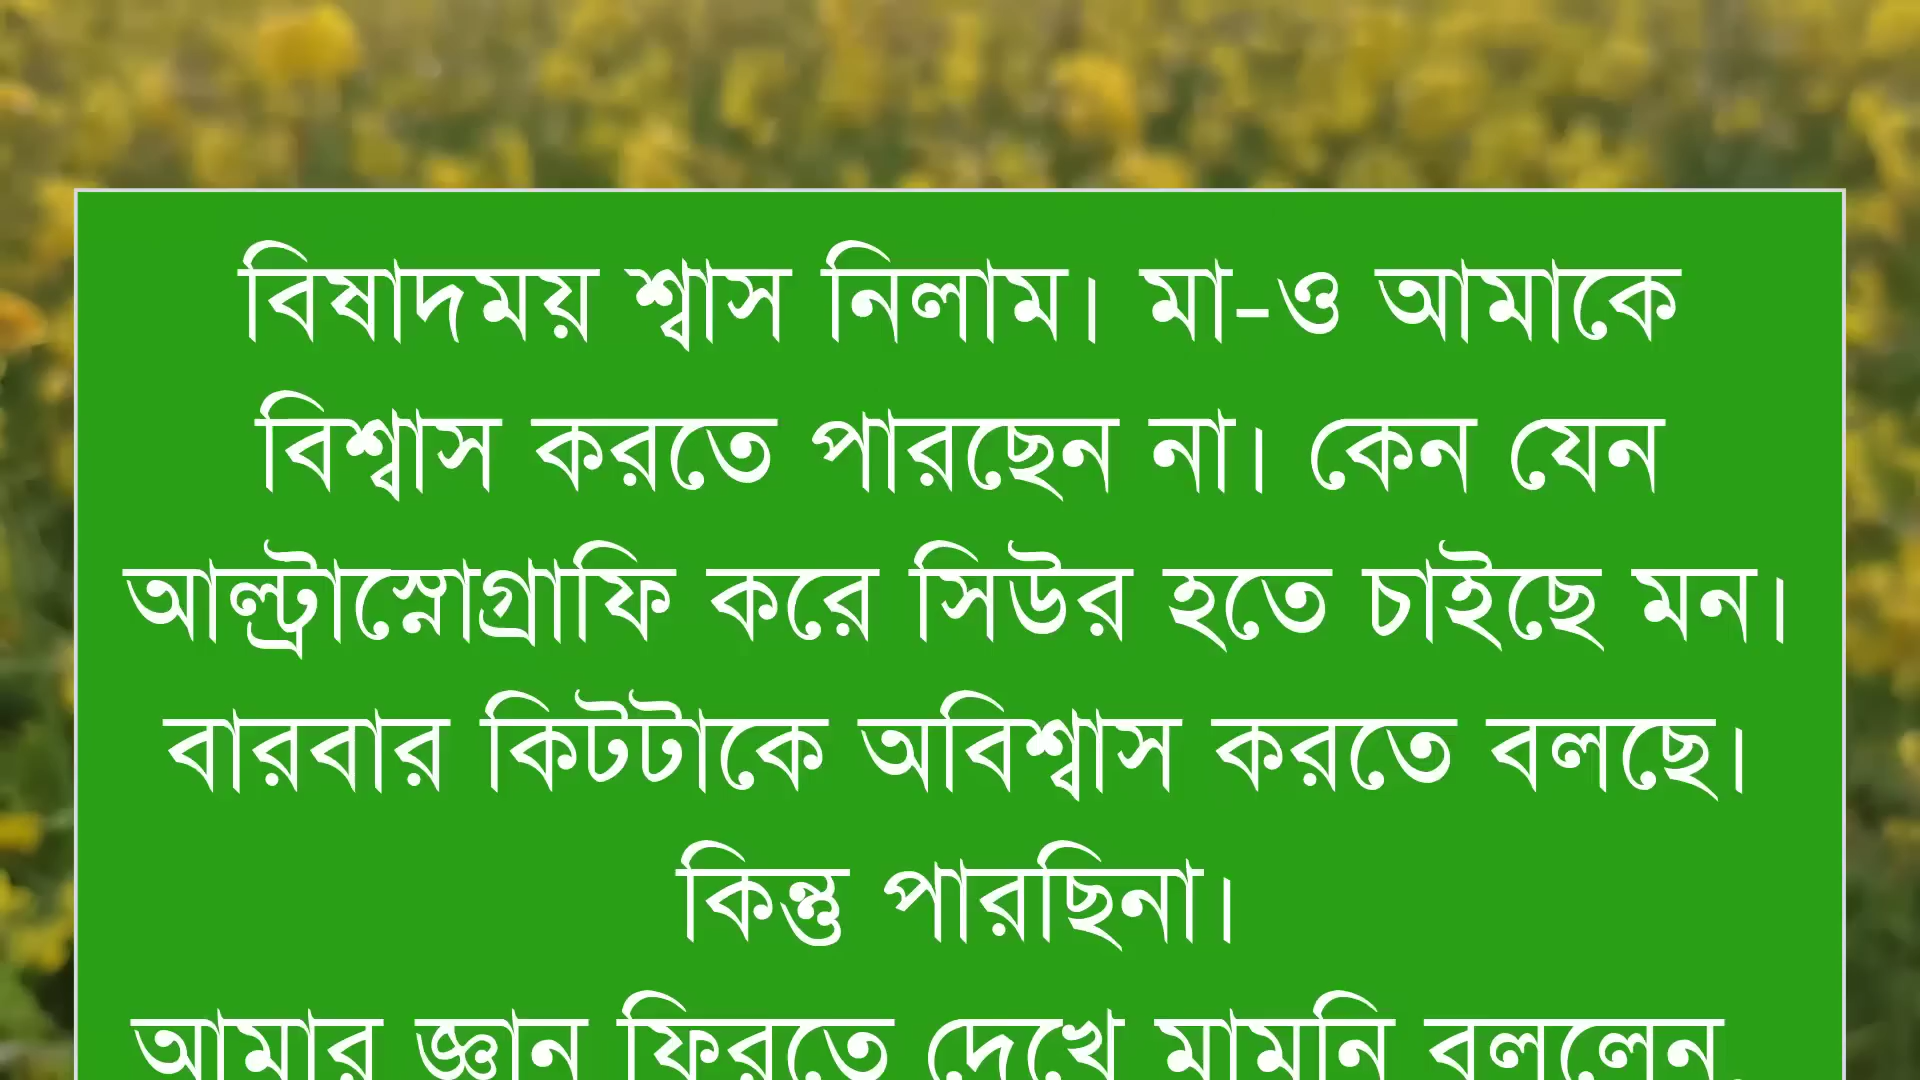 বিষাদময় শ্বাস নিলাম। মা-ও আমাকে
বিশ্বাস করতে পারছেন না। কেন যেন
আল্ট্রাস্নোগ্রাফি করে সিউর হতে চাইছে মন।
বারবার কিটটাকে অবিশ্বাস করতে বলছে।
কিন্তু পারছিনা।
আমার জ্ঞান ফিরতে দেখে মামনি বললেন,